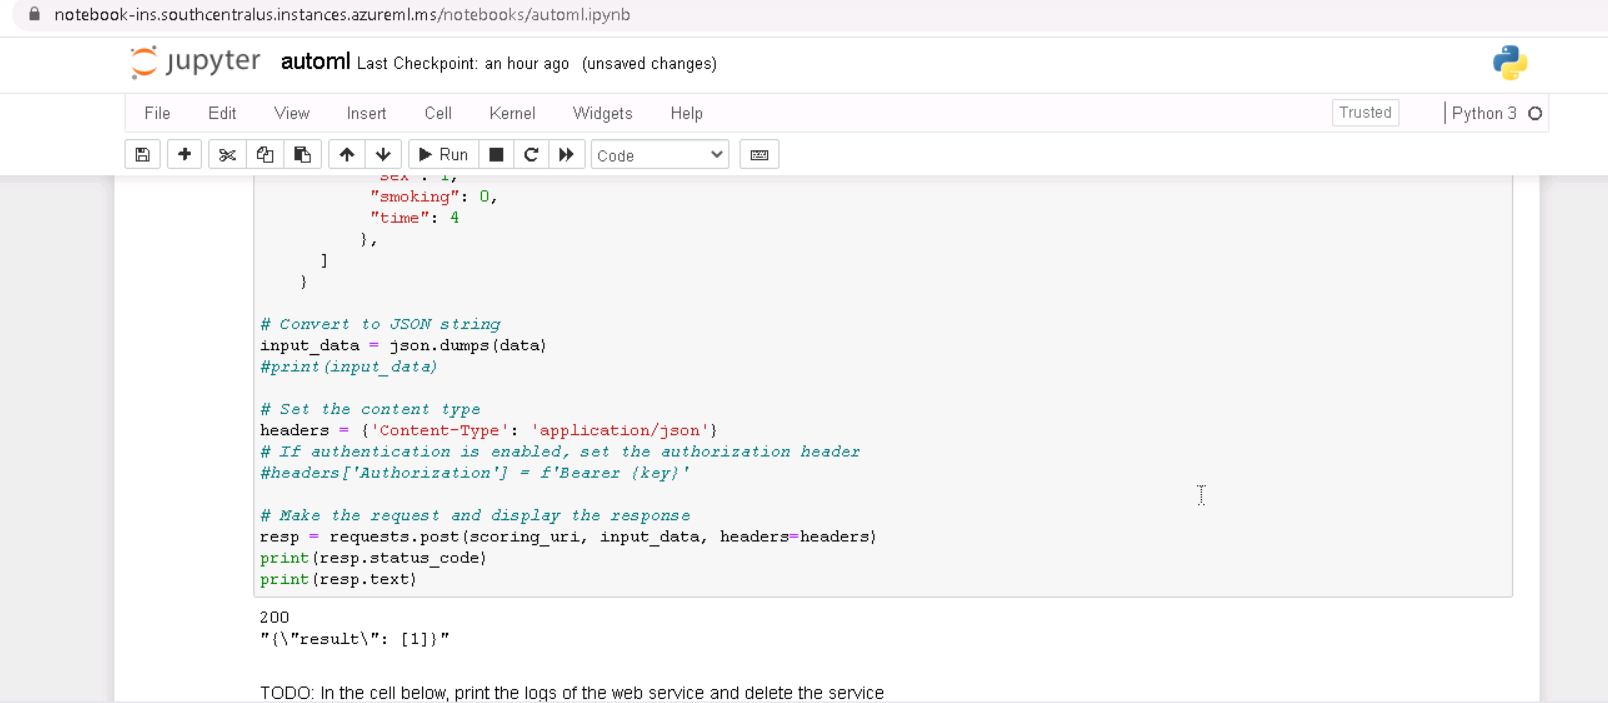 notebook-ins.southcentralus.instances.azureml.ms/notebooks/automl.ipynb
jupyter automl Last Checkpoint: an hour ago (unsaved changes)
File Edit View Insert Cell Kernel Widgets Help Trusted Python 3
Run Code
"sex": 1,
"smoking": 0,
"time": 4
},
]
}
# Convert to JSON string
input_data = json.dumps(data)
#print(input_data)
# Set the content type
headers = {'Content-Type': 'application/json'}
# If authentication is enabled, set the authorization header
#headers['Authorization'] = f'Bearer {key}'
# Make the request and display the response
resp = requests.post(scoring_uri, input_data, headers=headers)
print(resp.status_code)
print(resp.text)
200
"{\"result\": [1]}"
TODO: In the cell below, print the logs of the web service and delete the service